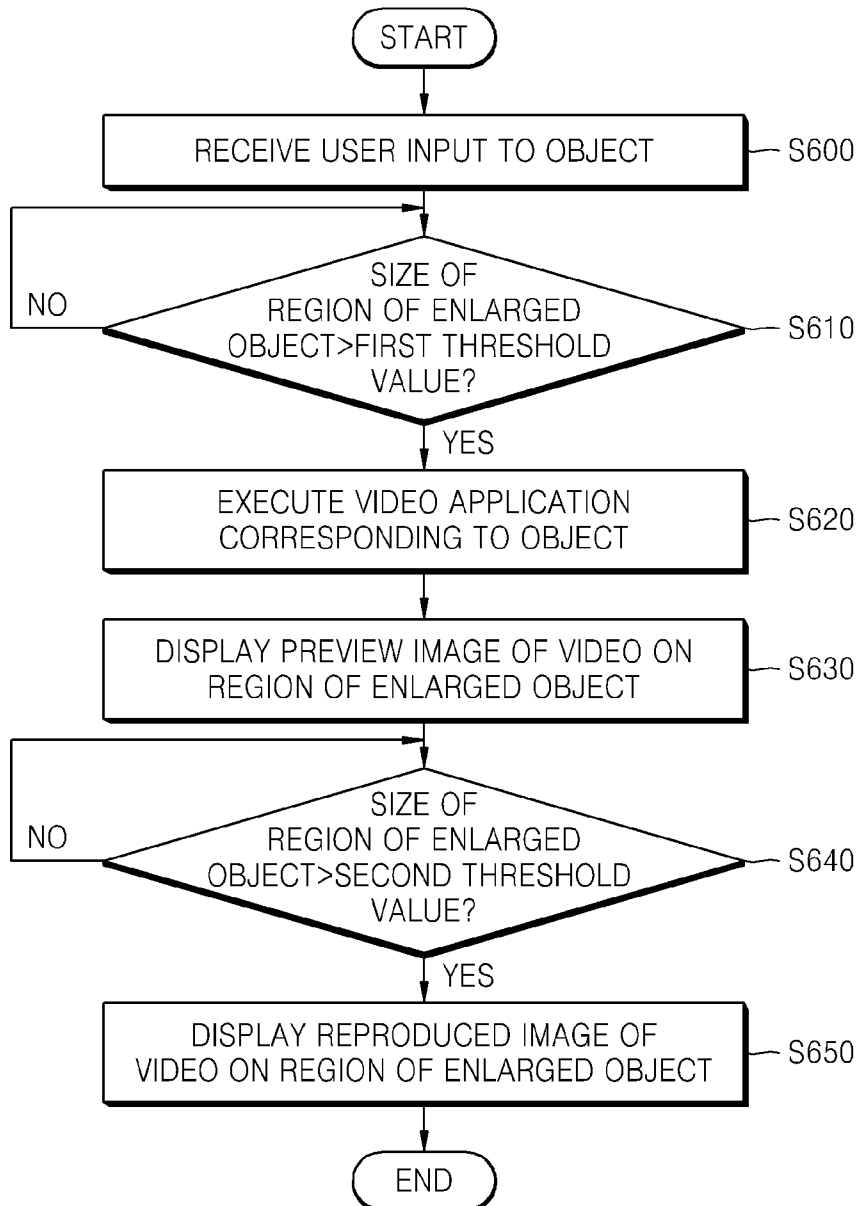 START
RECEIVE USER INPUT TO OBJECT
S600
SIZE OF
REGION OF ENLARGED
OBJECT>FIRST THRESHOLD
VALUE?
S610
NO
YES
EXECUTE VIDEO APPLICATION
CORRESPONDING TO OBJECT
S620
DISPLAY PREVIEW IMAGE OF VIDEO ON
REGION OF ENLARGED OBJECT
S630
SIZE OF
REGION OF ENLARGED
OBJECT>SECOND THRESHOLD
VALUE?
S640
NO
YES
DISPLAY REPRODUCED IMAGE OF
VIDEO ON REGION OF ENLARGED OBJECT
S650
END